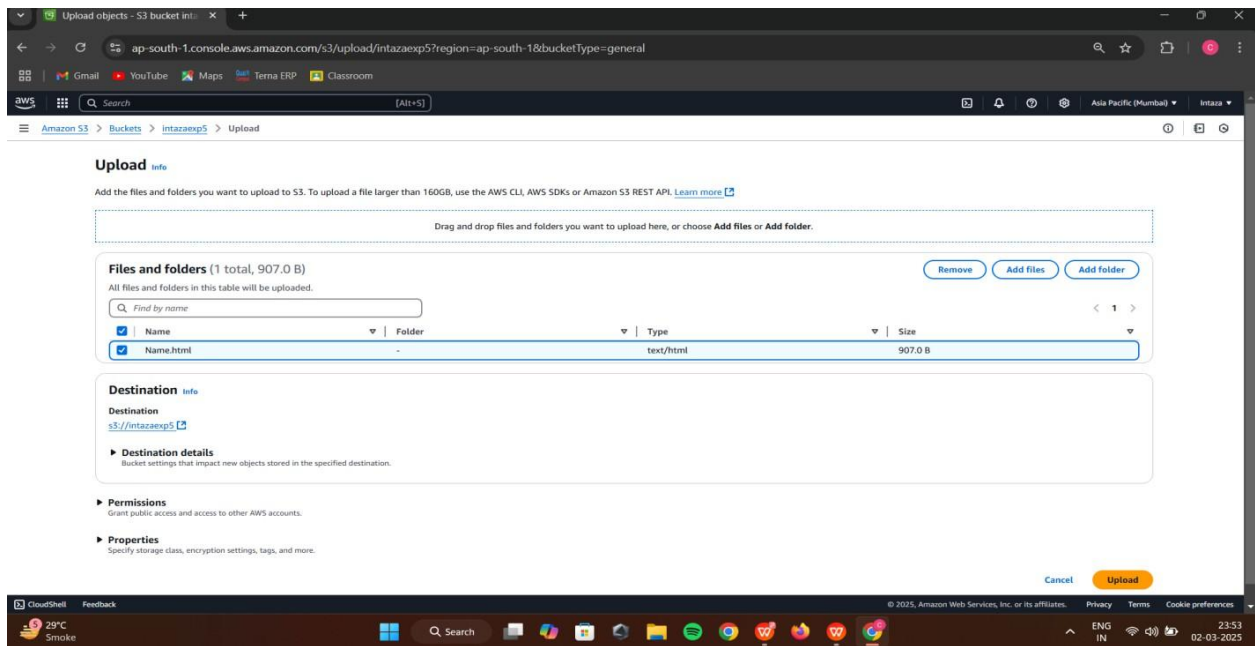 Upload objects - S3 bucket inta
ap-south-1.console.aws.amazon.com/s3/upload/intazaexp5?region=ap-south-1&bucketType=general
Gmail YouTube Maps Terna ERP Classroom
aws Search [Alt+S] Asia Pacific (Mumbai) Intaza
Amazon S3 > Buckets > intazaexp5 > Upload
Upload Info
Add the files and folders you want to upload to S3. To upload a file larger than 160GB, use the AWS CLI, AWS SDKs or Amazon S3 REST API. Learn more
Drag and drop files and folders you want to upload here, or choose Add files or Add folder.
Files and folders (1 total, 907.0 B) Remove Add files Add folder
All files and folders in this table will be uploaded.
Find by name < 1 >
Name Folder Type Size
Name.html - text/html 907.0 B
Destination Info
Destination
s3://intazaexp5
Destination details
Bucket settings that impact new objects stored in the specified destination.
Permissions
Grant public access and access to other AWS accounts.
Properties
Specify storage class, encryption settings, tags, and more.
Cancel Upload
CloudShell Feedback © 2025, Amazon Web Services, Inc. or its affiliates. Privacy Terms Cookie preferences
5 29°C Search ENG 23:53
Smoke IN 02-03-2025